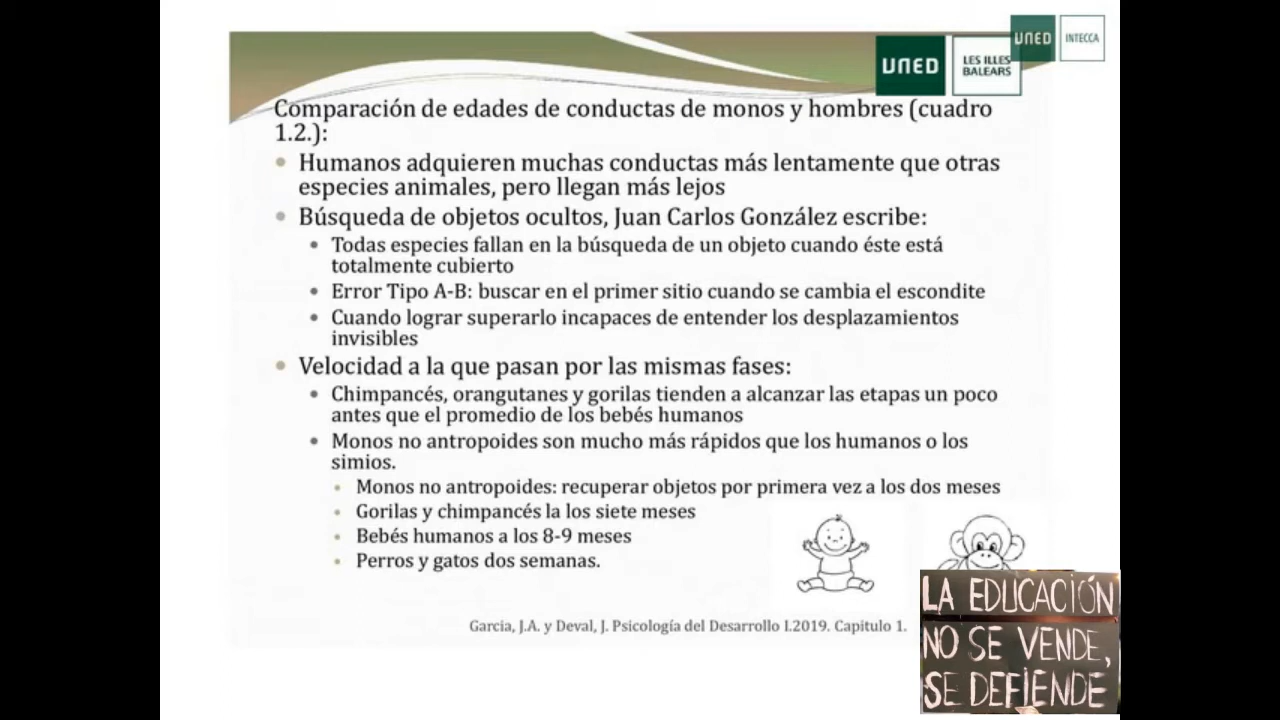 UNED
INTECCA
UNED
LES ILLES
BALEARS
Comparación de edades de conductas de monos y hombres (cuadro
1.2.):
Humanos adquieren muchas conductas más lentamente que otras
especies animales, pero llegan más lejos
Búsqueda de objetos ocultos, Juan Carlos González escribe:
Todas especies fallan en la búsqueda de un objeto cuando éste está
totalmente cubierto
Error Tipo A-B: buscar en el primer sitio cuando se cambia el escondite
Cuando lograr superarlo incapaces de entender los desplazamientos
invisibles
Velocidad a la que pasan por las mismas fases:
Chimpancés, orangutanes y gorilas tienden a alcanzar las etapas un poco
antes que el promedio de los bebés humanos
Monos no antropoides son mucho más rápidos que los humanos o los
simios.
Monos no antropoides: recuperar objetos por primera vez a los dos meses
Gorilas y chimpancés la los siete meses
Bebés humanos a los 8-9 meses
Perros y gatos dos semanas.
Garcia, J.A. y Deval, J. Psicología del Desarrollo I.2019. Capitulo 1.
LA EDUCACIÓN
NO SE VENDE,
SE DEFIENDE